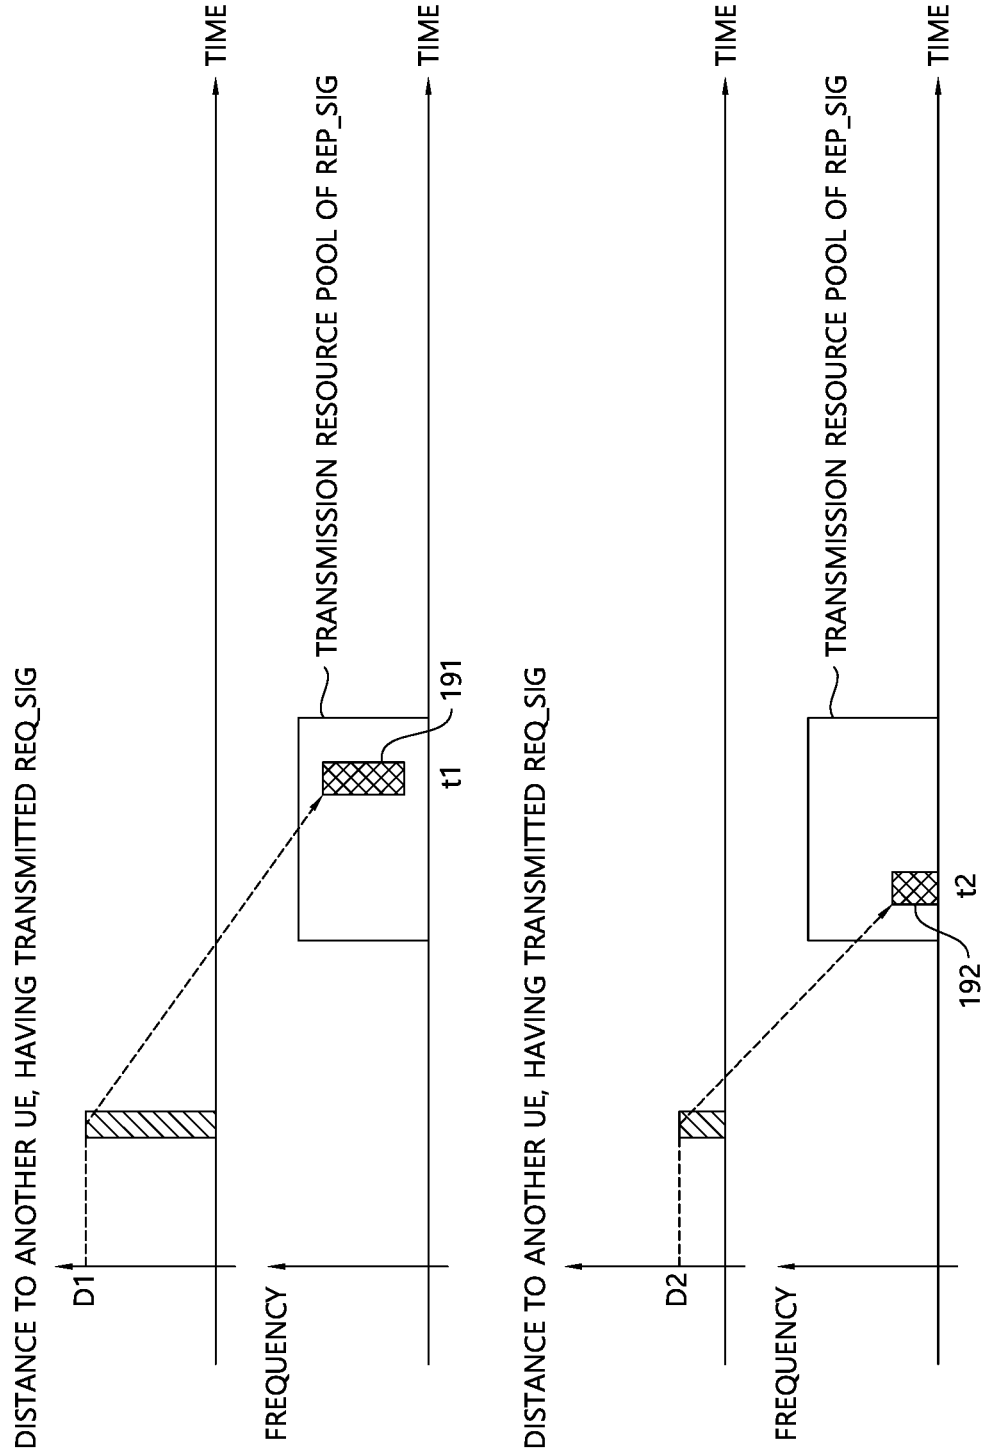 DISTANCE TO ANOTHER UE, HAVING TRANSMITTED REQ_SIG
D1
TIME
FREQUENCY
TRANSMISSION RESOURCE POOL OF REP_SIG
TIME
t1
191
DISTANCE TO ANOTHER UE, HAVING TRANSMITTED REQ_SIG
D2
TIME
FREQUENCY
TRANSMISSION RESOURCE POOL OF REP_SIG
TIME
192
t2